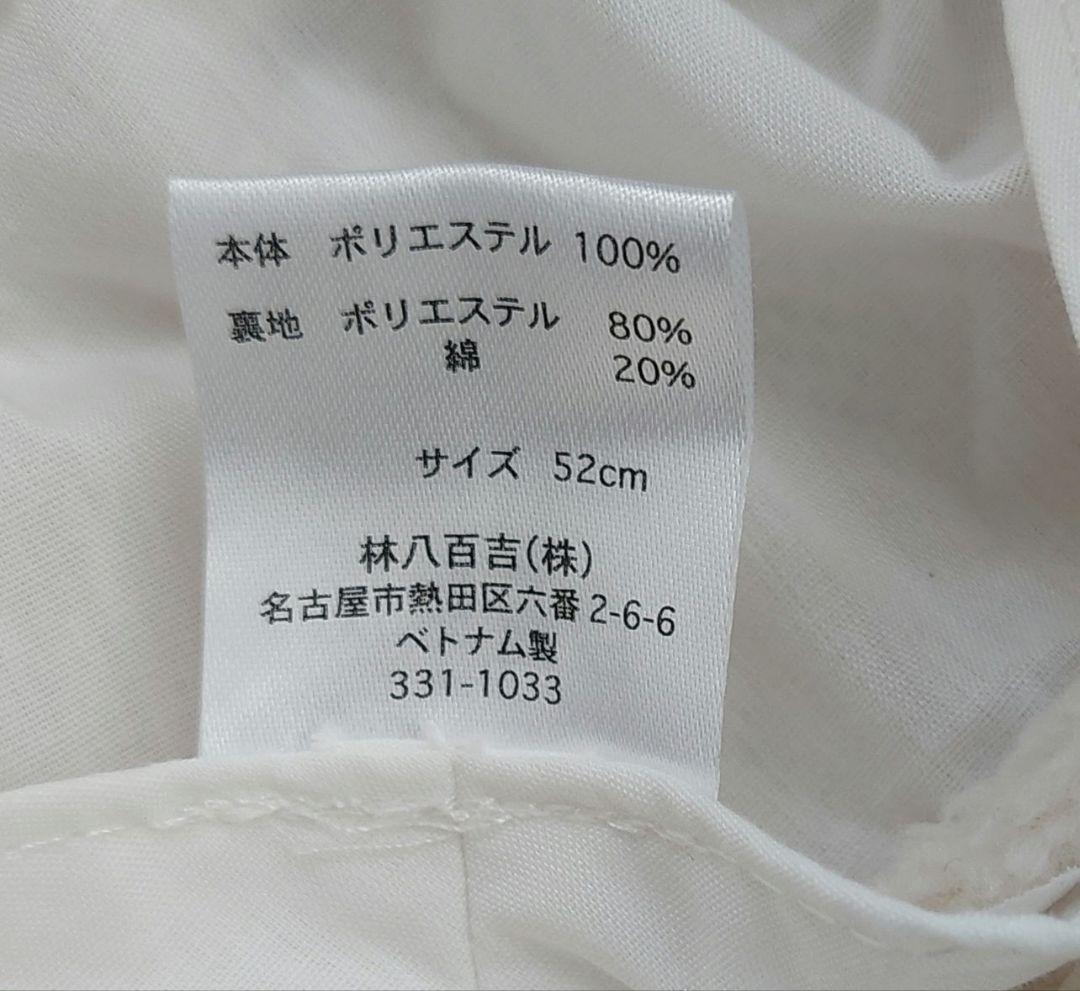 本体 ポリエステル 100%
裏地 ポリエステル 80%
綿 20%
サイズ 52cm
林八百吉(株)
名古屋市熱田区六番2-6-6
ベトナム製
331-1033